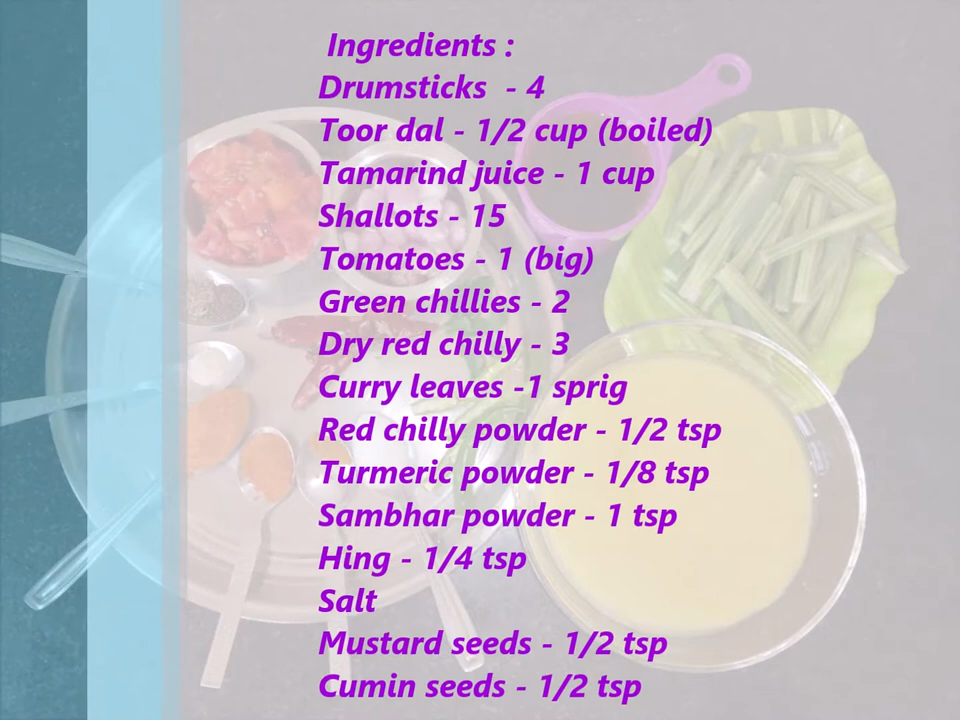 Ingredients :
Drumsticks - 4
Toor dal - 1/2 cup (boiled)
Tamarind juice - 1 cup
Shallots - 15
Tomatoes - 1 (big)
Green chillies - 2
Dry red chilly - 3
Curry leaves -1 sprig
Red chilly powder - 1/2 tsp
Turmeric powder - 1/8 tsp
Sambhar powder - 1 tsp
Hing - 1/4 tsp
Salt
Mustard seeds - 1/2 tsp
Cumin seeds - 1/2 tsp